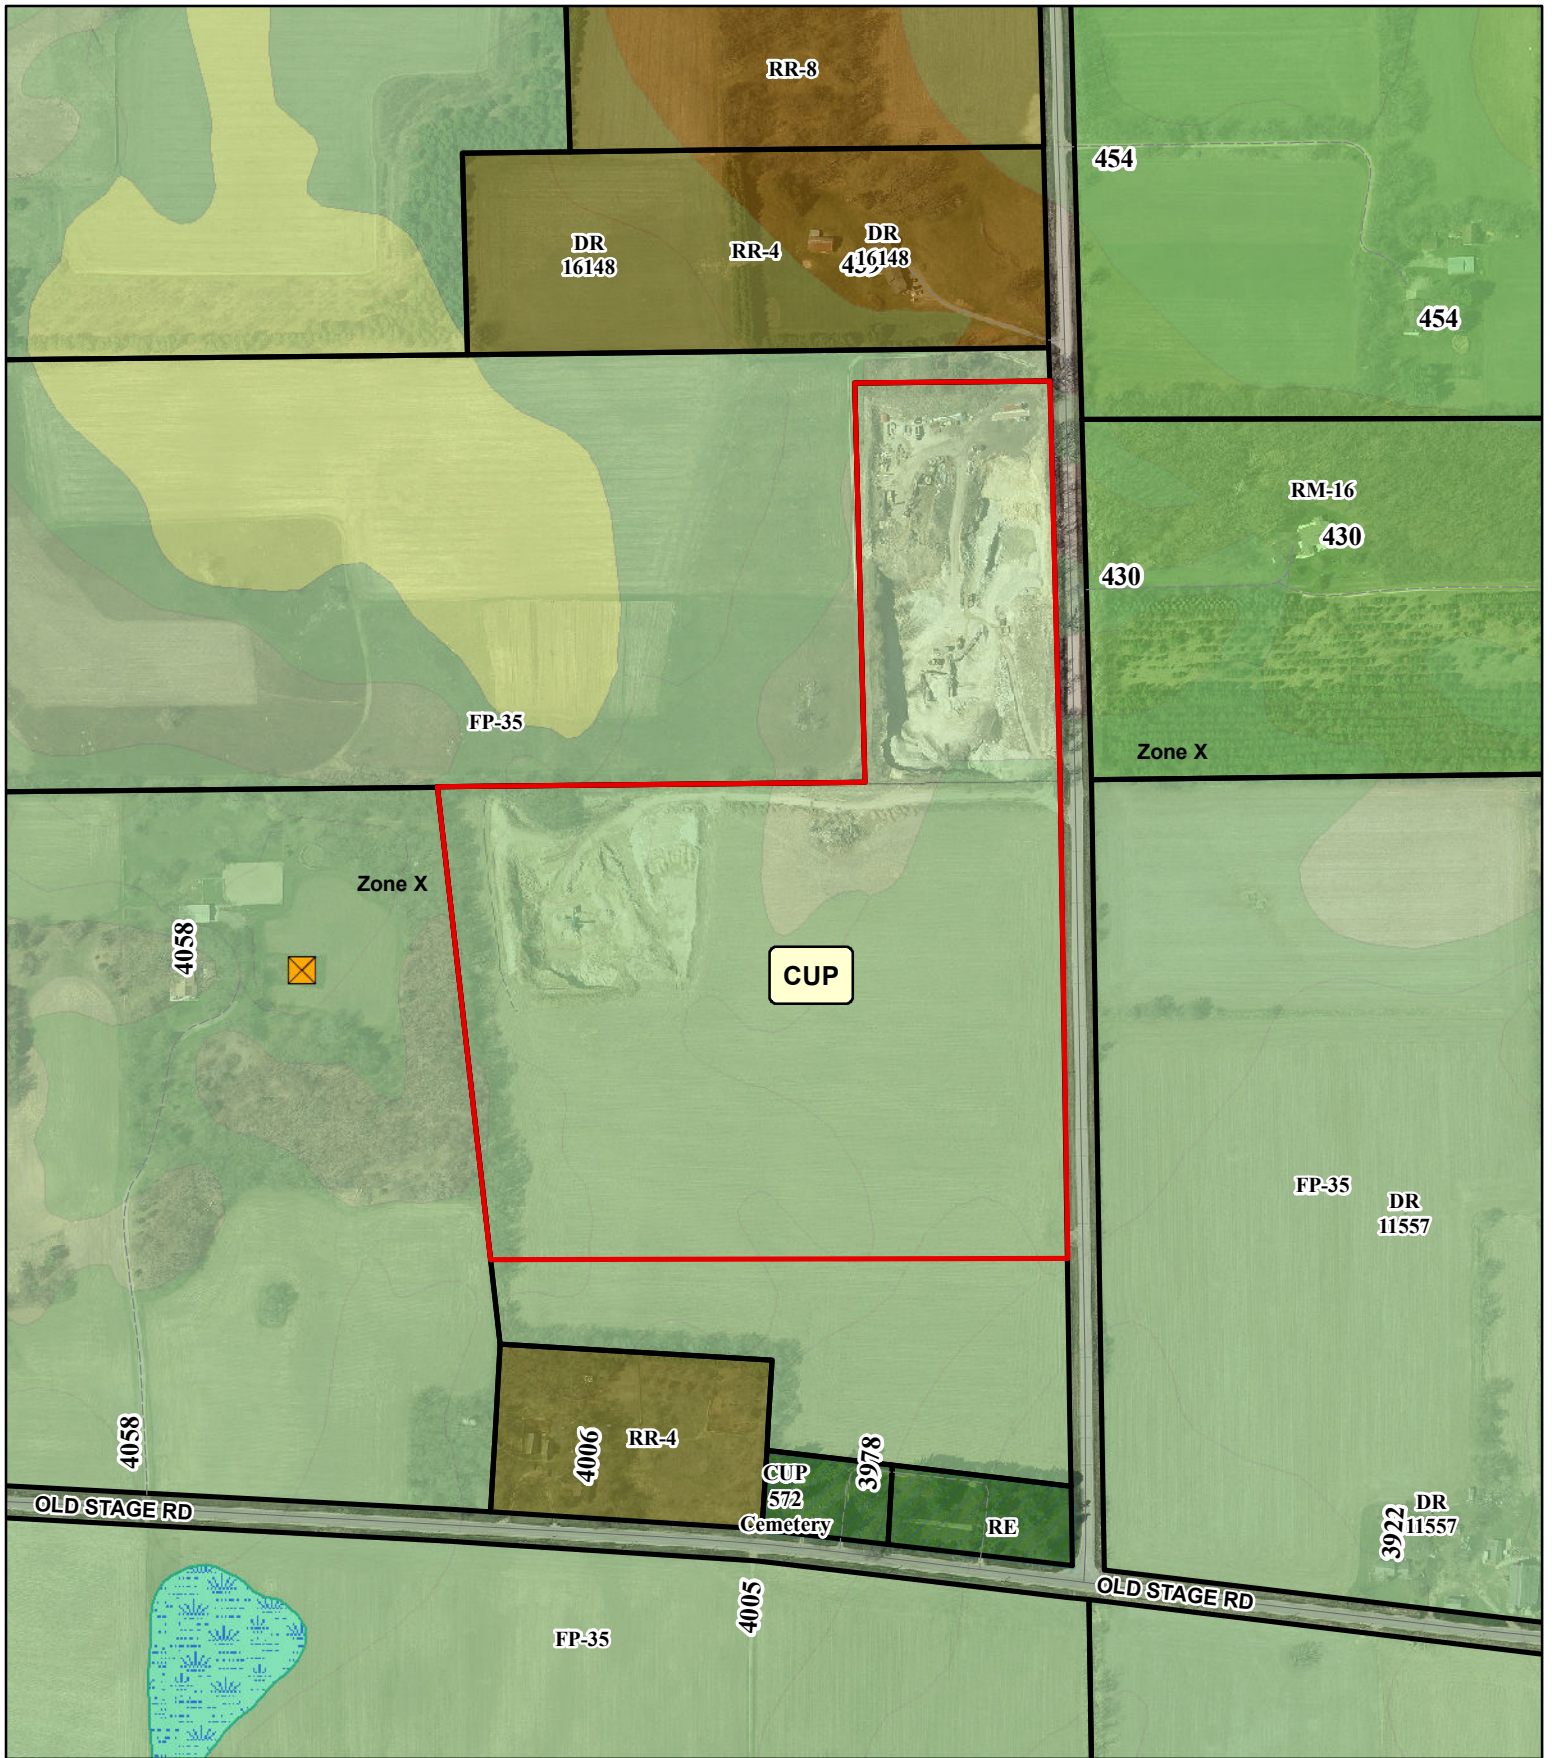 RR-8
454
DR
16148
RR-4
DR
16148
454
RM-16
430
430
FP-35
Zone X
Zone X
4058
CUP
FP-35
DR
11557
4058
4006
RR-4
3978
CUP
572
Cemetery
RE
DR
11557
3922
OLD STAGE RD
OLD STAGE RD
4005
FP-35